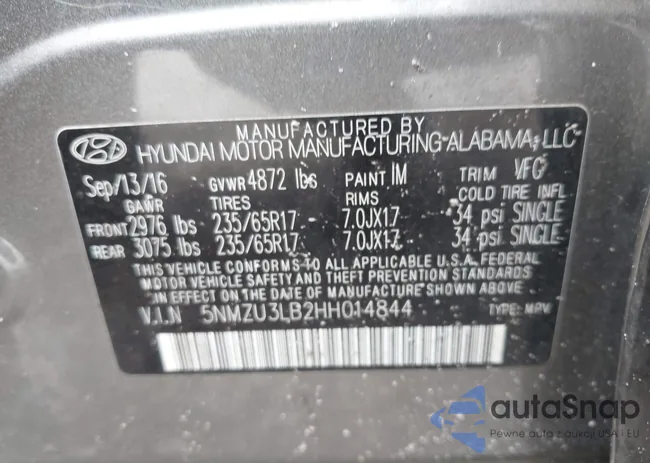 MANUFACTURED BY
HYUNDAI MOTOR MANUFACTURING ALABAMA, LLC
Sep/13/16 GVWR 4872 lbs PAINT IM TRIM VFG
GAWR TIRES RIMS COLD TIRE INFL
FRONT 2976 lbs 235/65R17 7.0JX17 34 psi SINGLE
REAR 3075 lbs 235/65R17 7.0JX17 34 psi SINGLE
THIS VEHICLE CONFORMS TO ALL APPLICABLE U.S.A. FEDERAL
MOTOR VEHICLE SAFETY AND THEFT PREVENTION STANDARDS
IN EFFECT ON THE DATE OF MANUFACTURE SHOWN ABOVE.
V.I.N 5NMZU3LB2HH014844 TYPE: MPV
autaSnap
Pewne auto z aukcji USA i EU